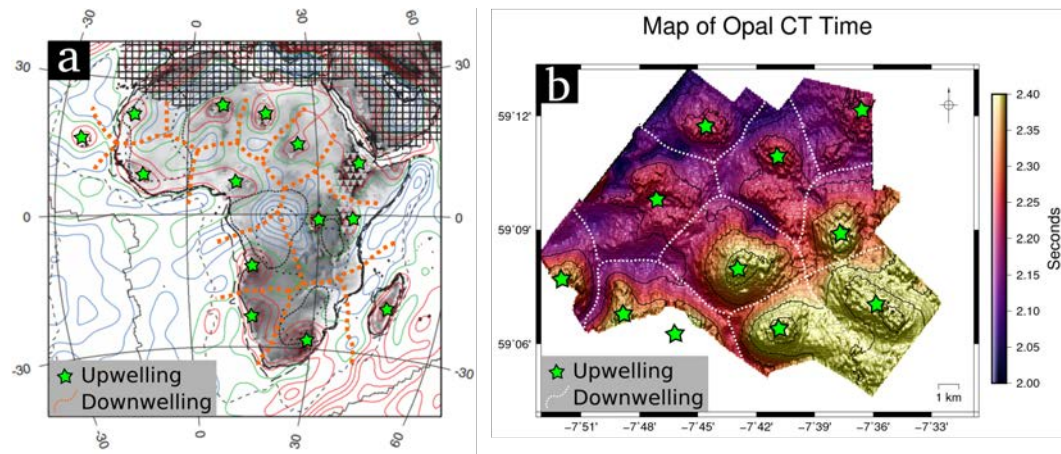 -30
0
30
60
a
30
30
0
0
-30
-30
Upwelling
Downwelling
-30
0
30
60
Map of Opal CT Time
b
59˚12'
59˚09'
59˚06'
Upwelling
Downwelling
1 km
-7˚51' -7˚48' -7˚45' -7˚42' -7˚39' -7˚36' -7˚33'
2.40
2.35
2.30
2.25
2.20
2.15
2.10
2.05
2.00
Seconds